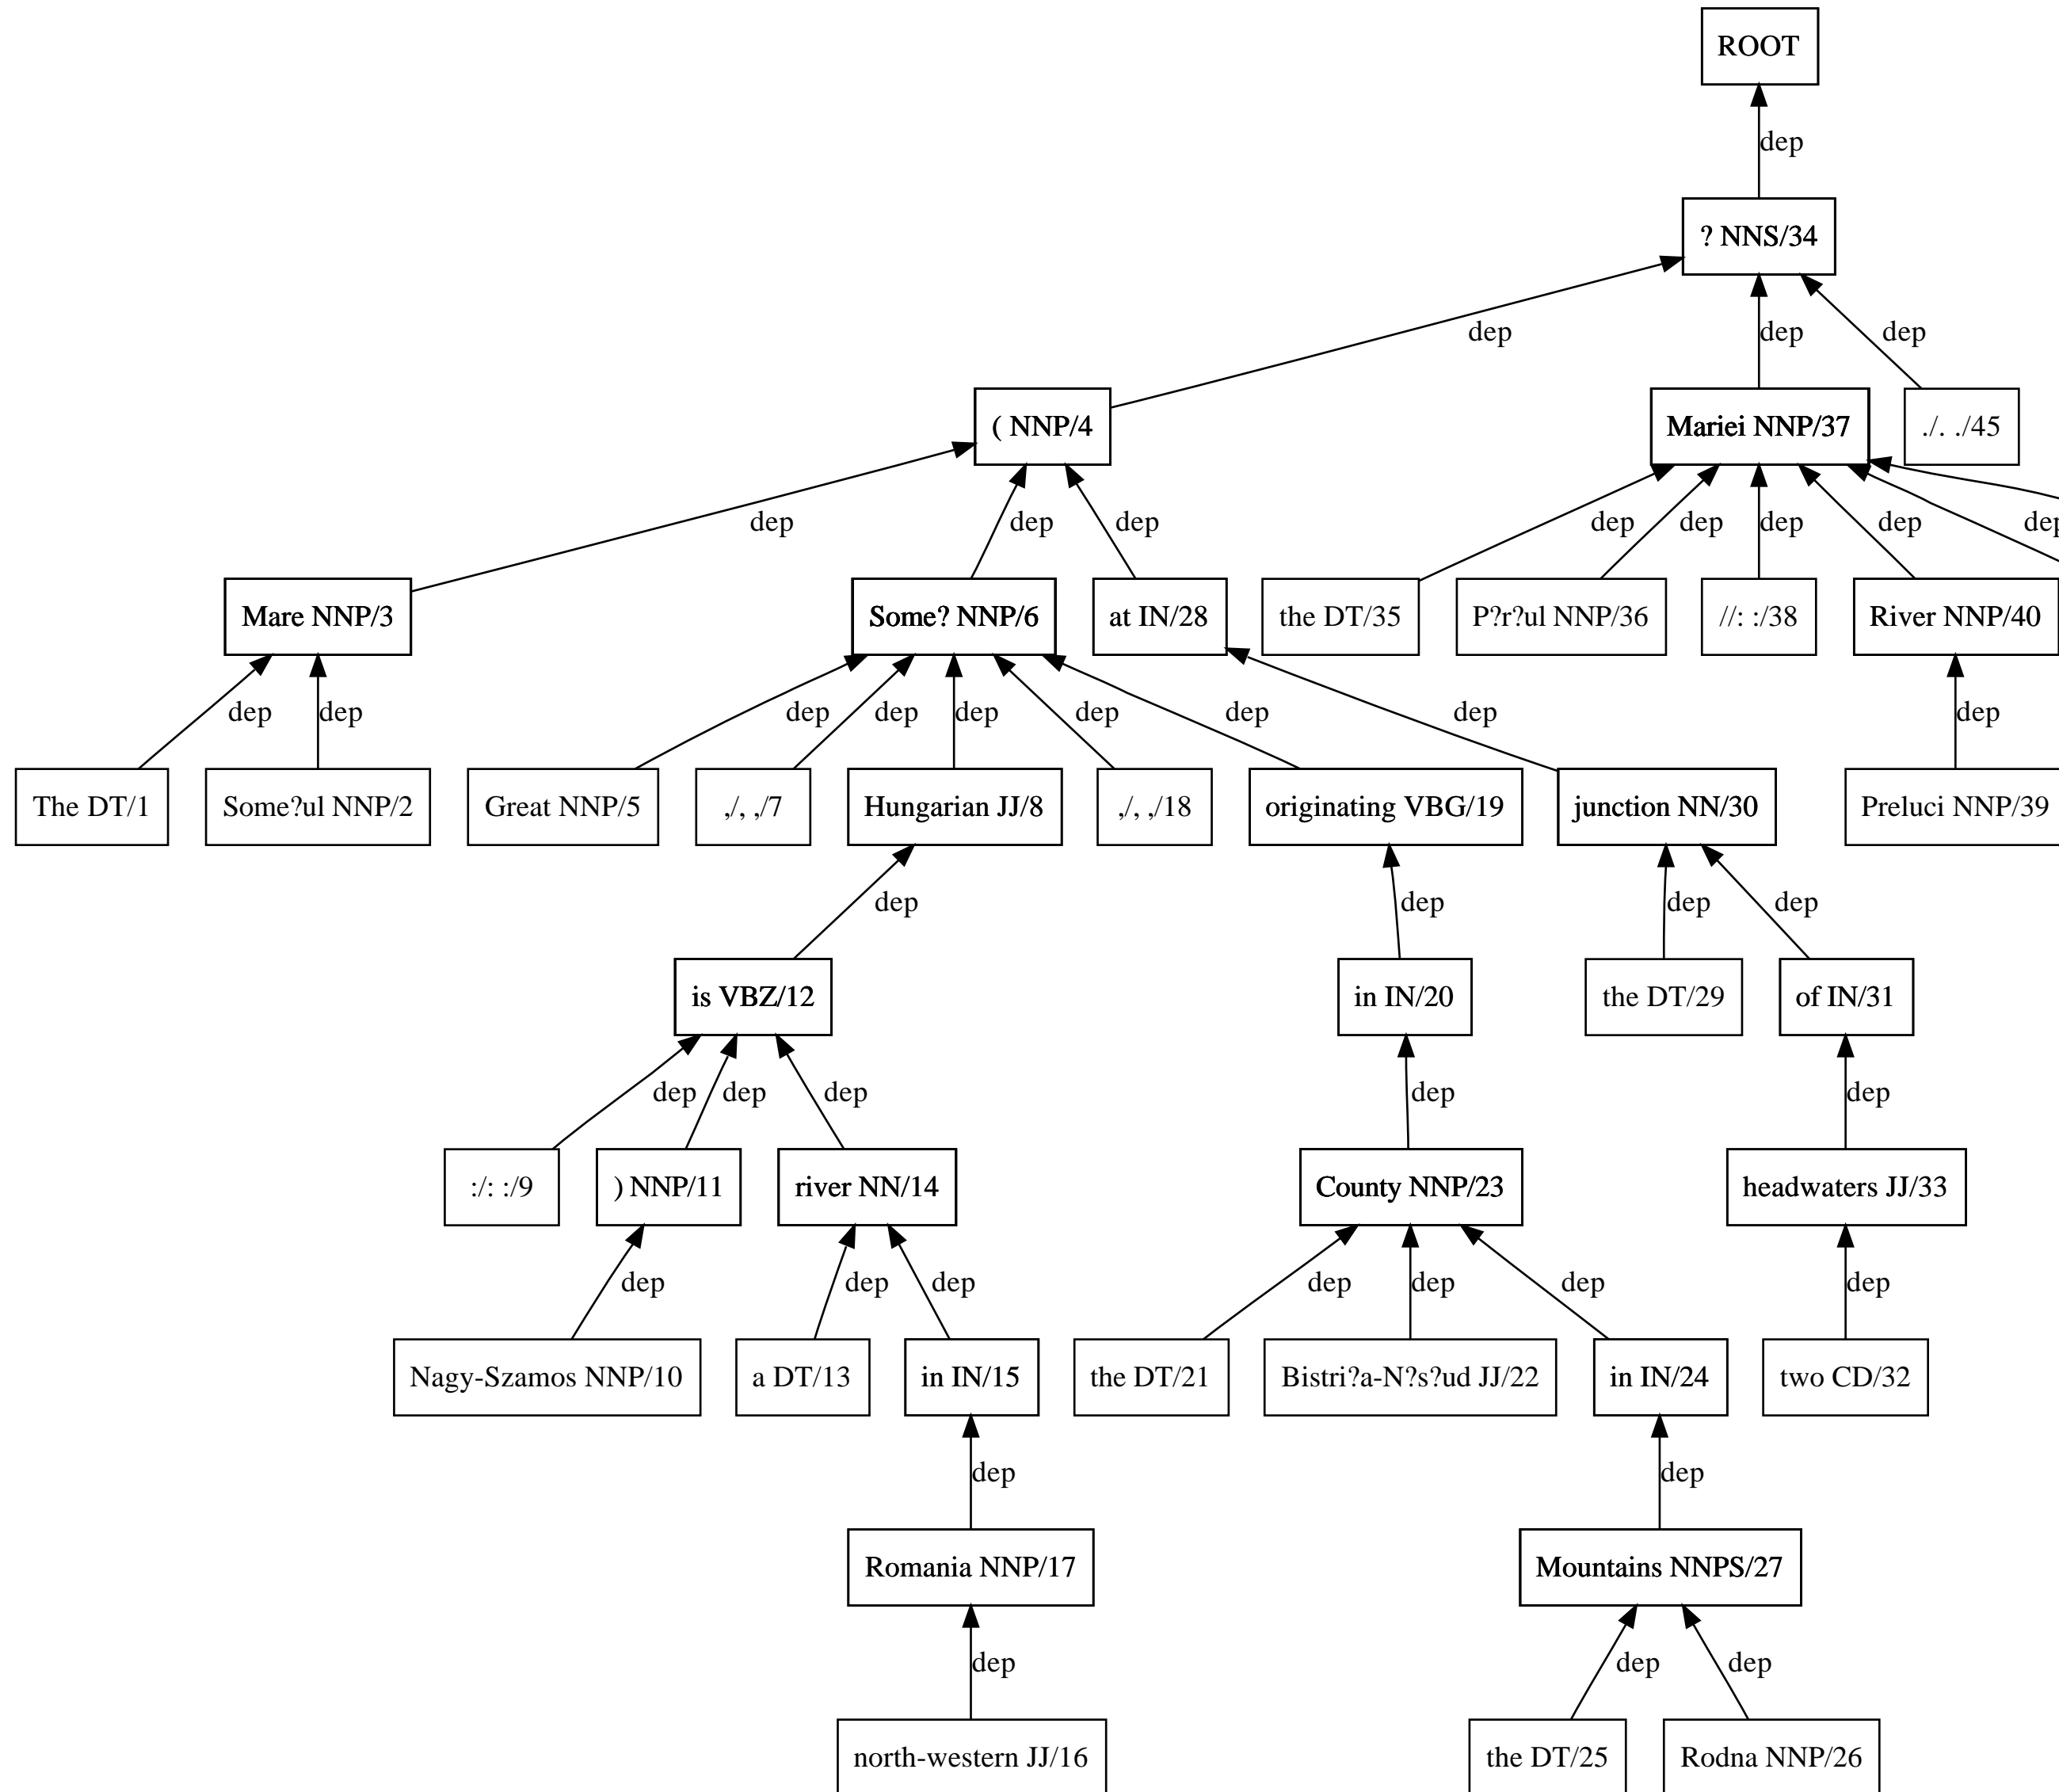 ROOT
dep
? NNS/34
dep dep dep
( NNP/4 Mariei NNP/37 ./. ./45
dep dep dep dep dep dep dep dep
Mare NNP/3 Some? NNP/6 at IN/28 the DT/35 P?r?ul NNP/36 //: :/38 River NNP/40
dep dep dep dep dep dep dep dep dep
The DT/1 Some?ul NNP/2 Great NNP/5 ,/, ,/7 Hungarian JJ/8 ,/, ,/18 originating VBG/19 junction NN/30 Preluci NNP/39
dep dep dep dep
is VBZ/12 in IN/20 the DT/29 of IN/31
dep dep dep dep dep
:/: :/9 ) NNP/11 river NN/14 County NNP/23 headwaters JJ/33
dep dep dep dep dep dep dep
Nagy-Szamos NNP/10 a DT/13 in IN/15 the DT/21 Bistri?a-N?s?ud JJ/22 in IN/24 two CD/32
dep dep
Romania NNP/17 Mountains NNPS/27
dep dep dep
north-western JJ/16 the DT/25 Rodna NNP/26